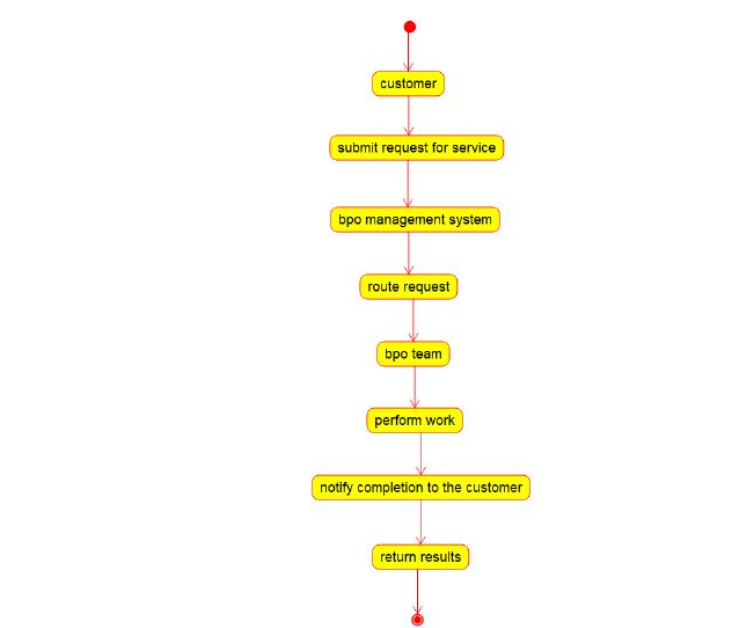 customer
submit request for service
bpo management system
route request
bpo team
perform work
notify completion to the customer
return results